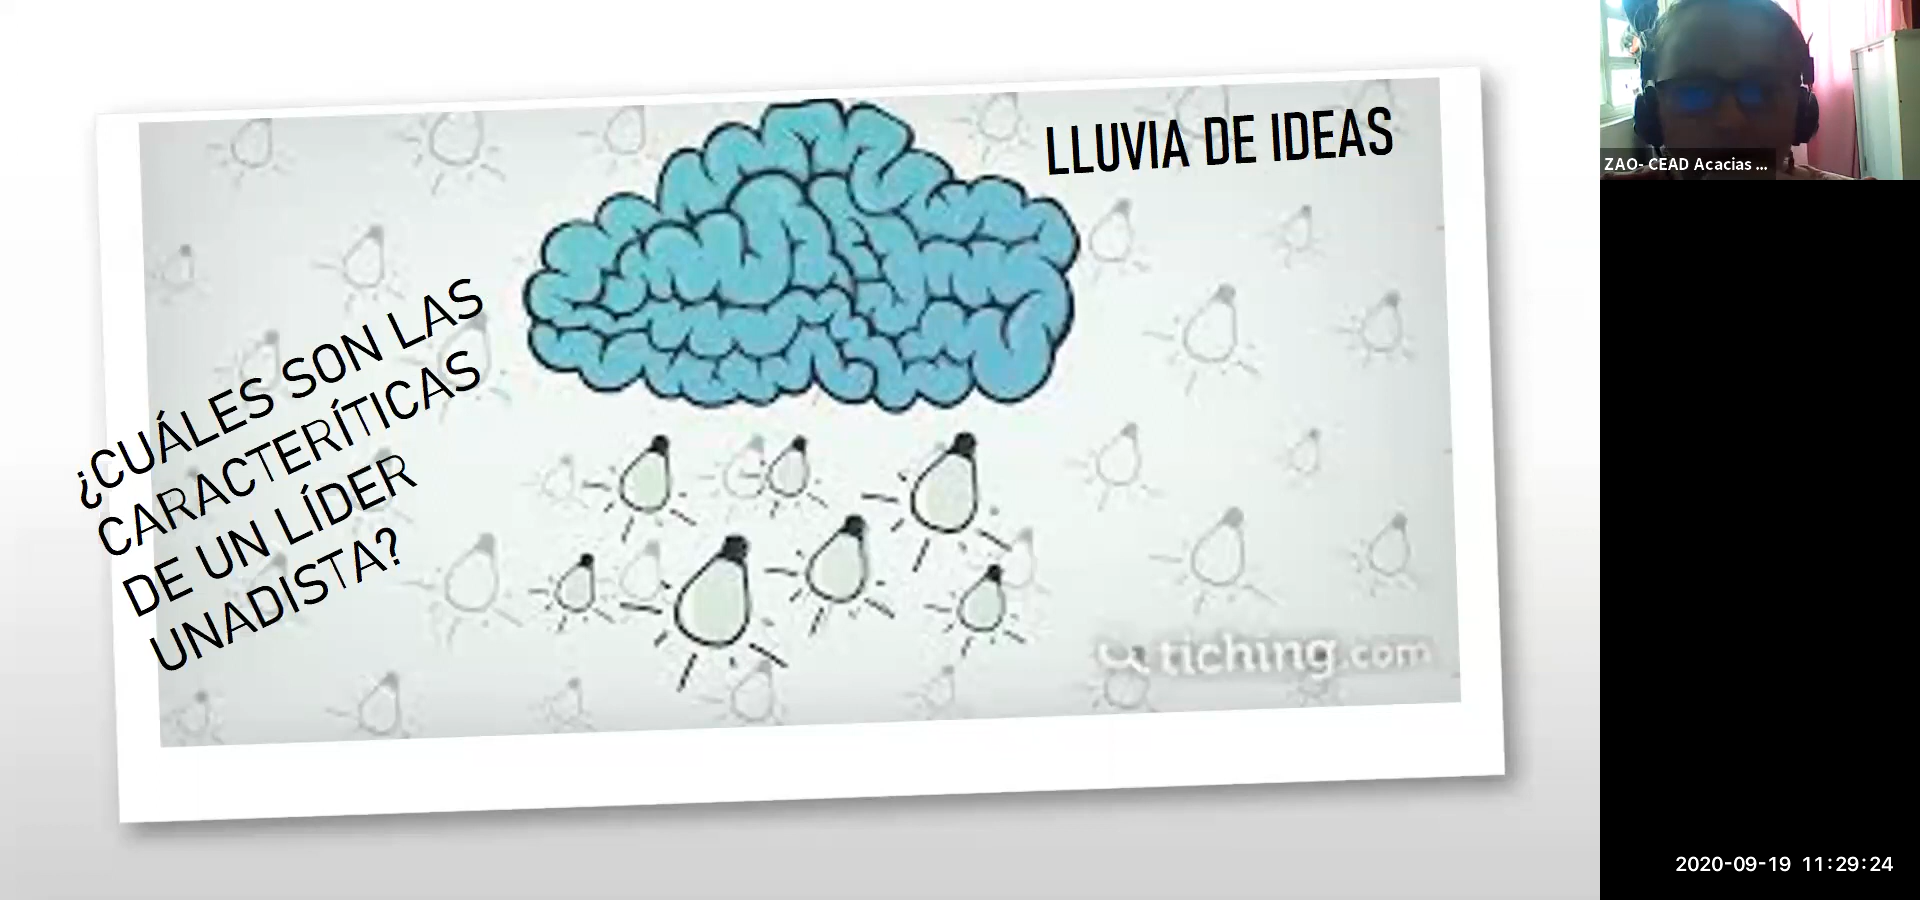 LLUVIA DE IDEAS
¿CUÁLES SON LAS
CARACTERÍTICAS
DE UN LÍDER
UNADISTA?
tiching.com
ZAO- CEAD Acacias ...
2020-09-19 11:29:24